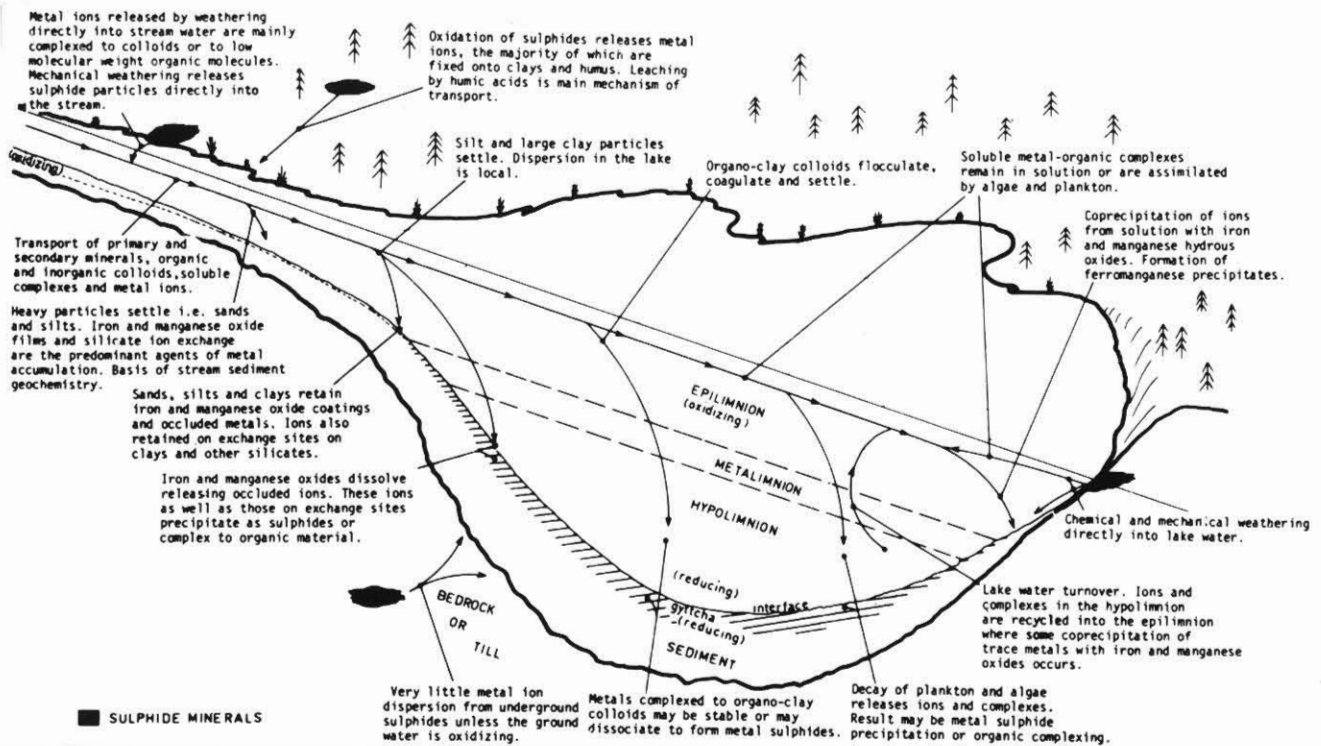 Metal ions released by weathering
directly into stream water are mainly
complexed to colloids or to low
molecular weight organic molecules.
Mechanical weathering releases
sulphide particles directly into
the stream.
Oxidation of sulphides releases metal
ions, the majority of which are
fixed onto clays and humus. Leaching
by humic acids is main mechanism of
transport.
Silt and large clay particles
settle. Dispersion in the lake
is local.
Organo-clay colloids flocculate,
coagulate and settle.
Soluble metal-organic complexes
remain in solution or are assimilated
by algae and plankton.
Coprecipitation of ions
from solution with iron
and manganese hydrous
oxides. Formation of
ferromanganese precipitates.
(oxidizing)
Transport of primary and
secondary minerals, organic
and inorganic colloids,soluble
complexes and metal ions.
Heavy particles settle i.e. sands
and silts. Iron and manganese oxide
films and silicate ion exchange
are the predominant agents of metal
accumulation. Basis of stream sediment
geochemistry.
Sands, silts and clays retain
iron and manganese oxide coatings
and occluded metals. Ions also
retained on exchange sites on
clays and other silicates.
Iron and manganese oxides dissolve
releasing occluded ions. These ions
as well as those on exchange sites
precipitate as sulphides or
complex to organic material.
EPILIMNION
(oxidizing)
METALIMNION
HYPOLIMNION
(reducing)
interface
gyttcha
(reducing)
SEDIMENT
BEDROCK
OR
TILL
Chemical and mechanical weathering
directly into lake water.
Lake water turnover. Ions and
complexes in the hypolimnion
are recycled into the epilimnion
where some coprecipitation of
trace metals with iron and manganese
oxides occurs.
Very little metal ion
dispersion from underground
sulphides unless the ground
water is oxidizing.
Metals complexed to organo-clay
colloids may be stable or may
dissociate to form metal sulphides.
Decay of plankton and algae
releases ions and complexes.
Result may be metal sulphide
precipitation or organic complexing.
SULPHIDE MINERALS